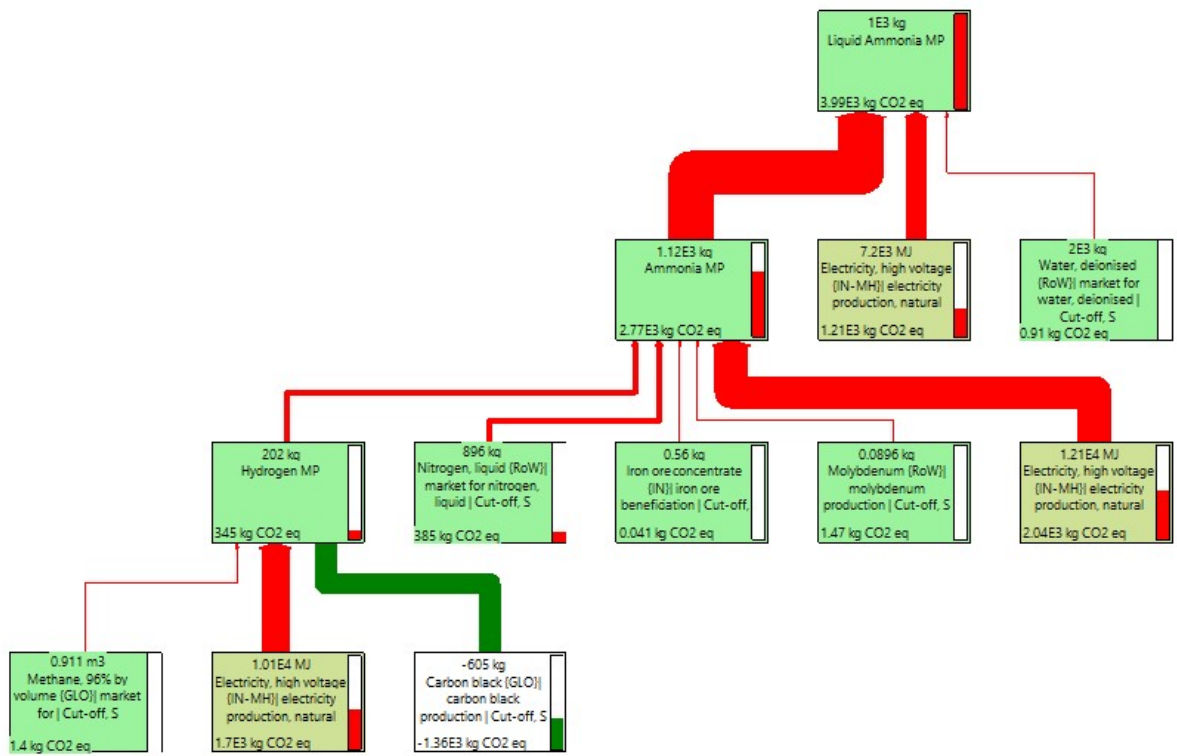 1E3 kg
Liquid Ammonia MP
3.99E3 kg CO2 eq
1.12E3 kg
Ammonia MP
2.77E3 kg CO2 eq
7.2E3 MJ
Electricity, high voltage
{IN-MH}| electricity
production, natural
1.21E3 kg CO2 eq
2E3 kg
Water, deionised
{RoW}| market for
water, deionised |
Cut-off, S
0.91 kg CO2 eq
202 kg
Hydrogen MP
345 kg CO2 eq
896 kg
Nitrogen, liquid {RoW}|
market for nitrogen,
liquid | Cut-off, S
385 kg CO2 eq
0.56 kg
Iron ore concentrate
{IN}| iron ore
benefidation | Cut-off,
0.041 kg CO2 eq
0.0896 kg
Molybdenum {RoW}|
molybdenum
production | Cut-off, S
1.47 kg CO2 eq
1.21E4 MJ
Electricity, high voltage
{IN-MH}| electricity
production, natural
2.04E3 kg CO2 eq
0.911 m3
Methane, 96% by
volume {GLO}| market
for | Cut-off, S
1.4 kg CO2 eq
1.01E4 MJ
Electricity, high voltage
{IN-MH}| electricity
production, natural
1.7E3 kg CO2 eq
-605 kg
Carbon black {GLO}|
carbon black
production | Cut-off, S
-1.36E3 kg CO2 eq